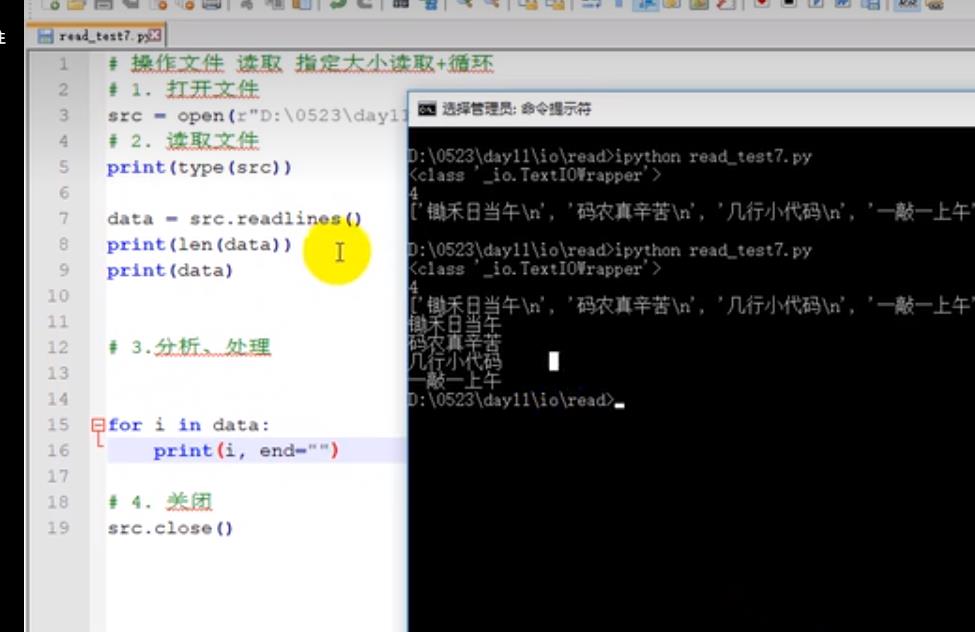 read_test7.py
1 # 操作文件 读取 指定大小读取+循环
2 # 1. 打开文件
3 src = open(r"D:\0523\day11
4 # 2. 读取文件
5 print(type(src))
6
7 data = src.readlines()
8 print(len(data))
9 print(data)
10
11
12 # 3.分析、处理
13
14
15 for i in data:
16 print(i, end="")
17
18 # 4. 关闭
19 src.close()
选择管理员: 命令提示符
D:\0523\day11\io\read>ipython read_test7.py
<class '_io.TextIOWrapper'>
4
['锄禾日当午\n', '码农真辛苦\n', '几行小代码\n', '一敲一上午'
D:\0523\day11\io\read>ipython read_test7.py
<class '_io.TextIOWrapper'>
4
['锄禾日当午\n', '码农真辛苦\n', '几行小代码\n', '一敲一上午'
锄禾日当午
码农真辛苦
几行小代码
一敲一上午
D:\0523\day11\io\read>